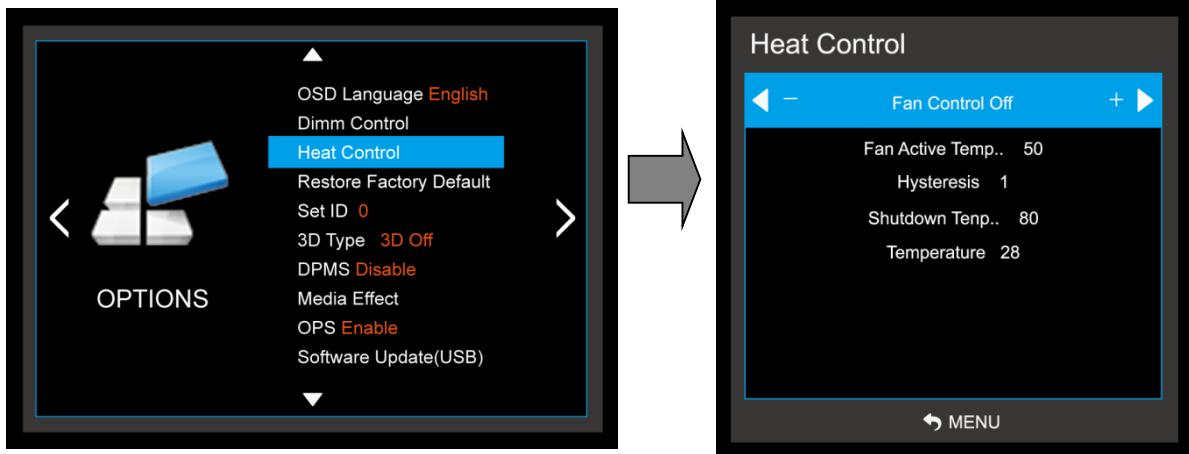 OSD Language English
Dimm Control
Heat Control
Restore Factory Default
Set ID 0
3D Type 3D Off
DPMS Disable
Media Effect
OPS Enable
Software Update(USB)
OPTIONS
Heat Control
− Fan Control Off +
Fan Active Temp.. 50
Hysteresis 1
Shutdown Tenp.. 80
Temperature 28
MENU